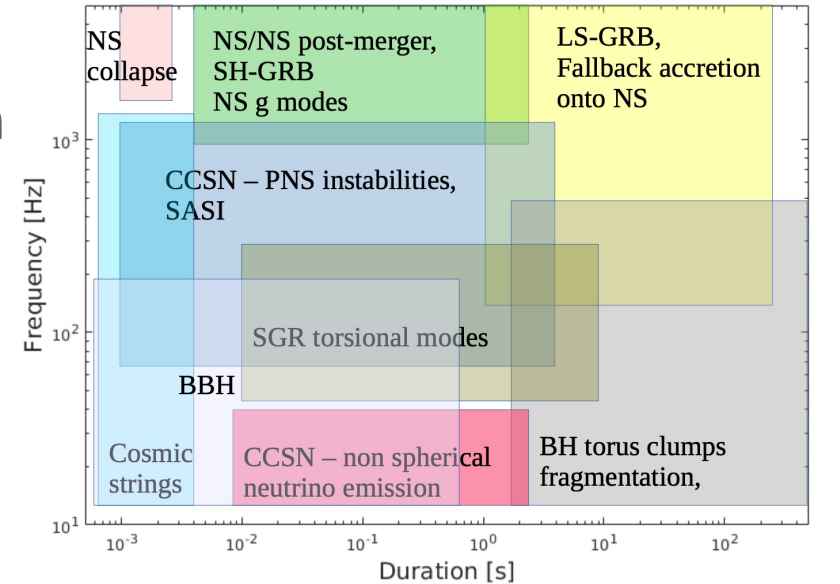 NS
collapse
NS/NS post-merger,
SH-GRB
NS g modes
LS-GRB,
Fallback accretion
onto NS
CCSN – PNS instabilities,
SASI
SGR torsional modes
BBH
Cosmic
strings
CCSN – non spherical
neutrino emission
BH torus clumps
fragmentation,
Frequency [Hz]
10³
10²
10¹
10⁻³ 10⁻² 10⁻¹ 10⁰ 10¹ 10²
Duration [s]